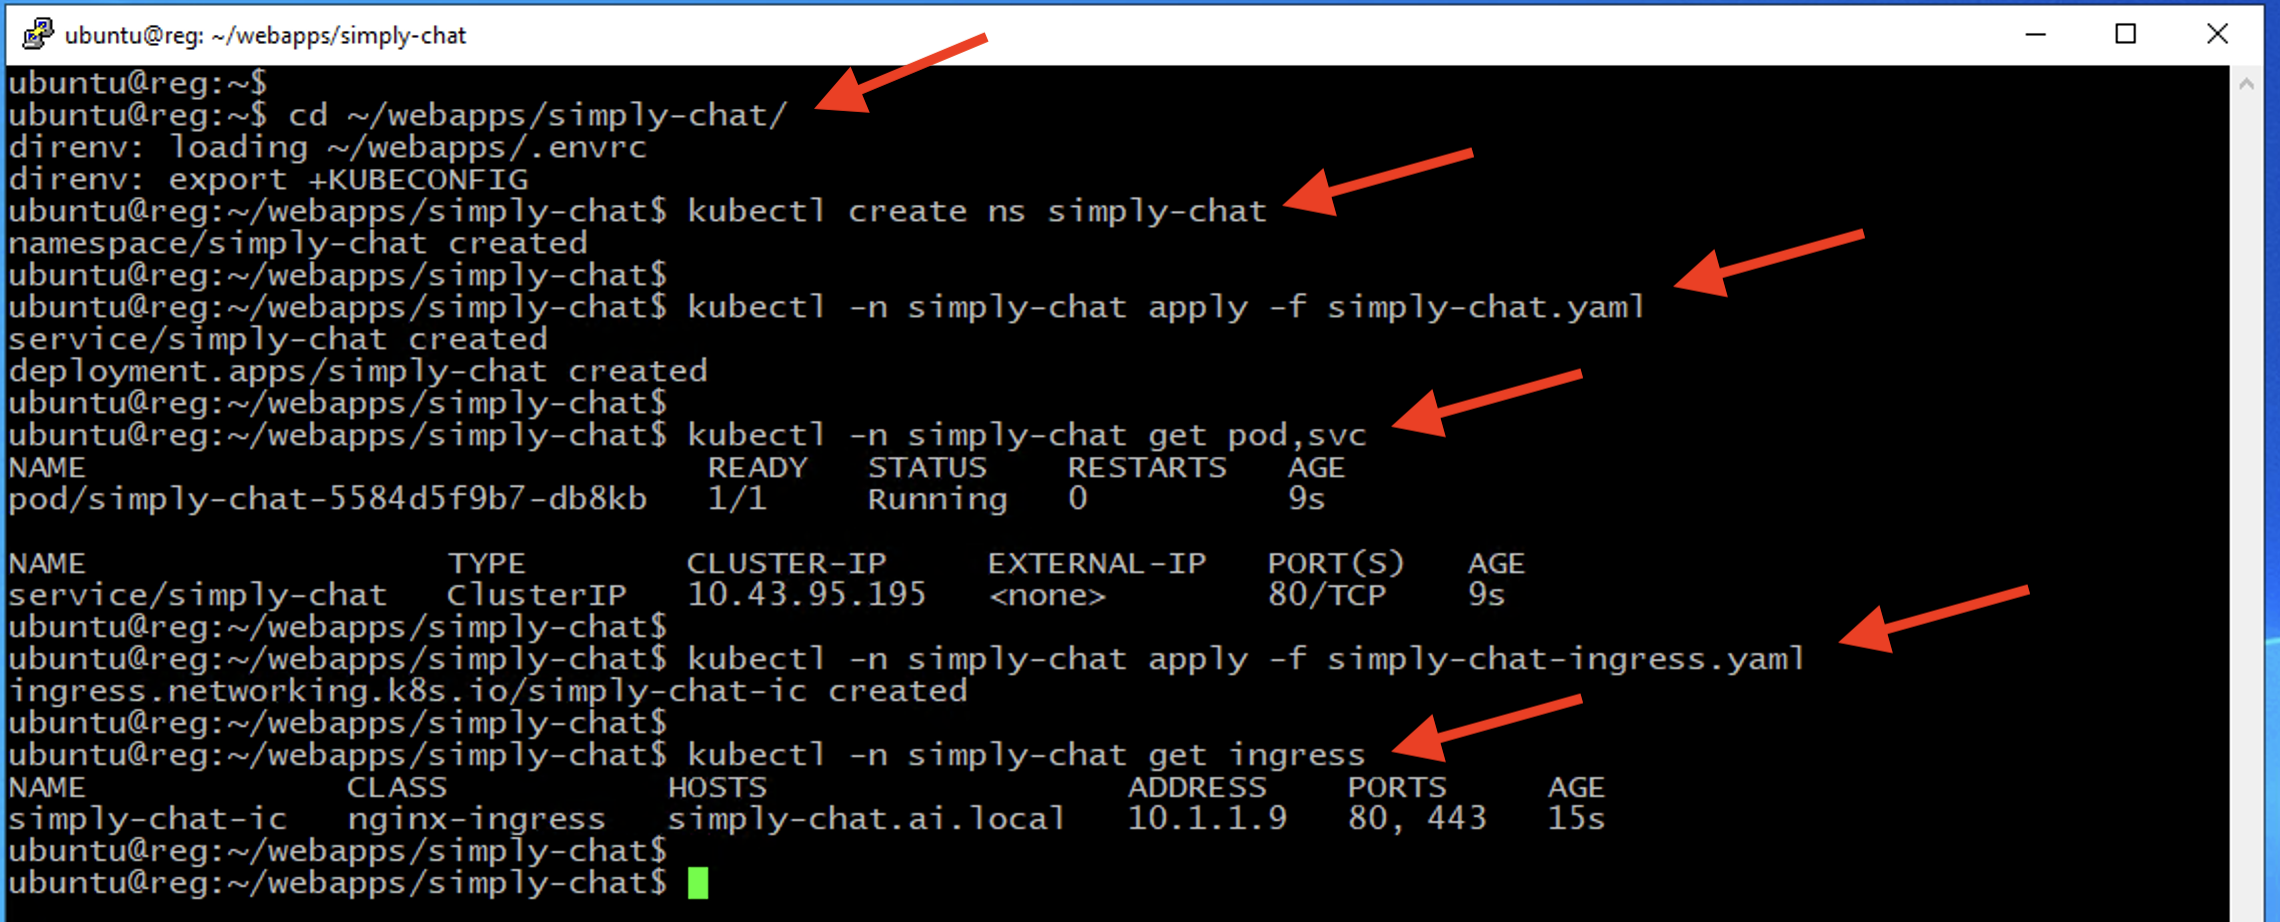 ubuntu@reg: ~/webapps/simply-chat
ubuntu@reg:~$
ubuntu@reg:~$ cd ~/webapps/simply-chat/
direnv: loading ~/webapps/.envrc
direnv: export +KUBECONFIG
ubuntu@reg:~/webapps/simply-chat$ kubectl create ns simply-chat
namespace/simply-chat created
ubuntu@reg:~/webapps/simply-chat$
ubuntu@reg:~/webapps/simply-chat$ kubectl -n simply-chat apply -f simply-chat.yaml
service/simply-chat created
deployment.apps/simply-chat created
ubuntu@reg:~/webapps/simply-chat$
ubuntu@reg:~/webapps/simply-chat$ kubectl -n simply-chat get pod,svc
NAME READY STATUS RESTARTS AGE
pod/simply-chat-5584d5f9b7-db8kb 1/1 Running 0 9s
NAME TYPE CLUSTER-IP EXTERNAL-IP PORT(S) AGE
service/simply-chat ClusterIP 10.43.95.195 <none> 80/TCP 9s
ubuntu@reg:~/webapps/simply-chat$
ubuntu@reg:~/webapps/simply-chat$ kubectl -n simply-chat apply -f simply-chat-ingress.yaml
ingress.networking.k8s.io/simply-chat-ic created
ubuntu@reg:~/webapps/simply-chat$
ubuntu@reg:~/webapps/simply-chat$ kubectl -n simply-chat get ingress
NAME CLASS HOSTS ADDRESS PORTS AGE
simply-chat-ic nginx-ingress simply-chat.ai.local 10.1.1.9 80, 443 15s
ubuntu@reg:~/webapps/simply-chat$
ubuntu@reg:~/webapps/simply-chat$